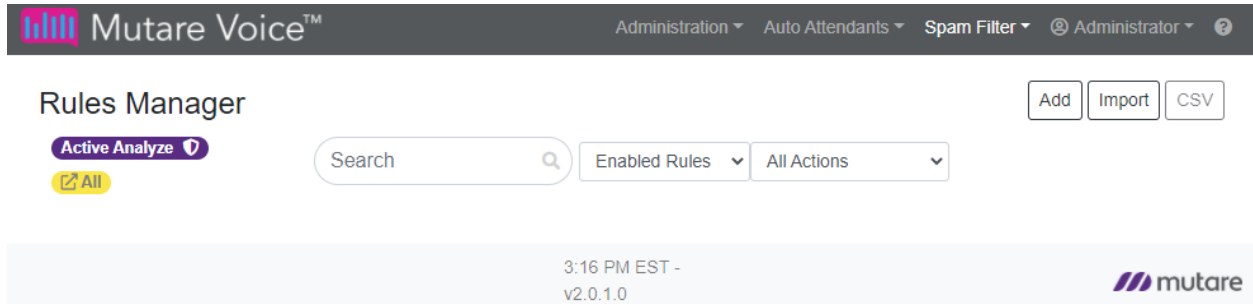 Mutare Voice™
Administration Auto Attendants Spam Filter Administrator ?
Rules Manager
Add Import CSV
Active Analyze
Search Enabled Rules All Actions
All
3:16 PM EST -
v2.0.1.0
mutare